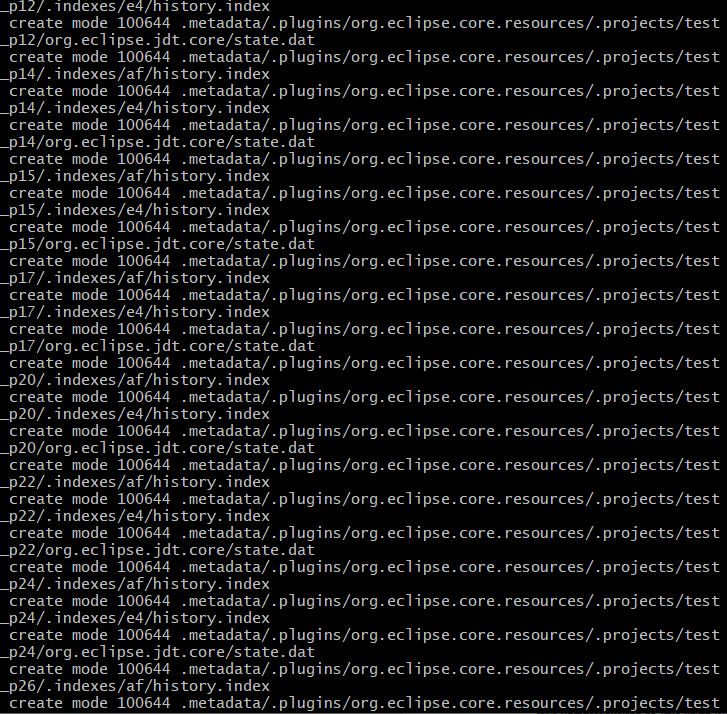 _p12/.indexes/e4/history.index
 create mode 100644 .metadata/.plugins/org.eclipse.core.resources/.projects/test
_p12/org.eclipse.jdt.core/state.dat
 create mode 100644 .metadata/.plugins/org.eclipse.core.resources/.projects/test
_p14/.indexes/af/history.index
 create mode 100644 .metadata/.plugins/org.eclipse.core.resources/.projects/test
_p14/.indexes/e4/history.index
 create mode 100644 .metadata/.plugins/org.eclipse.core.resources/.projects/test
_p14/org.eclipse.jdt.core/state.dat
 create mode 100644 .metadata/.plugins/org.eclipse.core.resources/.projects/test
_p15/.indexes/af/history.index
 create mode 100644 .metadata/.plugins/org.eclipse.core.resources/.projects/test
_p15/.indexes/e4/history.index
 create mode 100644 .metadata/.plugins/org.eclipse.core.resources/.projects/test
_p15/org.eclipse.jdt.core/state.dat
 create mode 100644 .metadata/.plugins/org.eclipse.core.resources/.projects/test
_p17/.indexes/af/history.index
 create mode 100644 .metadata/.plugins/org.eclipse.core.resources/.projects/test
_p17/.indexes/e4/history.index
 create mode 100644 .metadata/.plugins/org.eclipse.core.resources/.projects/test
_p17/org.eclipse.jdt.core/state.dat
 create mode 100644 .metadata/.plugins/org.eclipse.core.resources/.projects/test
_p20/.indexes/af/history.index
 create mode 100644 .metadata/.plugins/org.eclipse.core.resources/.projects/test
_p20/.indexes/e4/history.index
 create mode 100644 .metadata/.plugins/org.eclipse.core.resources/.projects/test
_p20/org.eclipse.jdt.core/state.dat
 create mode 100644 .metadata/.plugins/org.eclipse.core.resources/.projects/test
_p22/.indexes/af/history.index
 create mode 100644 .metadata/.plugins/org.eclipse.core.resources/.projects/test
_p22/.indexes/e4/history.index
 create mode 100644 .metadata/.plugins/org.eclipse.core.resources/.projects/test
_p22/org.eclipse.jdt.core/state.dat
 create mode 100644 .metadata/.plugins/org.eclipse.core.resources/.projects/test
_p24/.indexes/af/history.index
 create mode 100644 .metadata/.plugins/org.eclipse.core.resources/.projects/test
_p24/.indexes/e4/history.index
 create mode 100644 .metadata/.plugins/org.eclipse.core.resources/.projects/test
_p24/org.eclipse.jdt.core/state.dat
 create mode 100644 .metadata/.plugins/org.eclipse.core.resources/.projects/test
_p26/.indexes/af/history.index
 create mode 100644 .metadata/.plugins/org.eclipse.core.resources/.projects/test